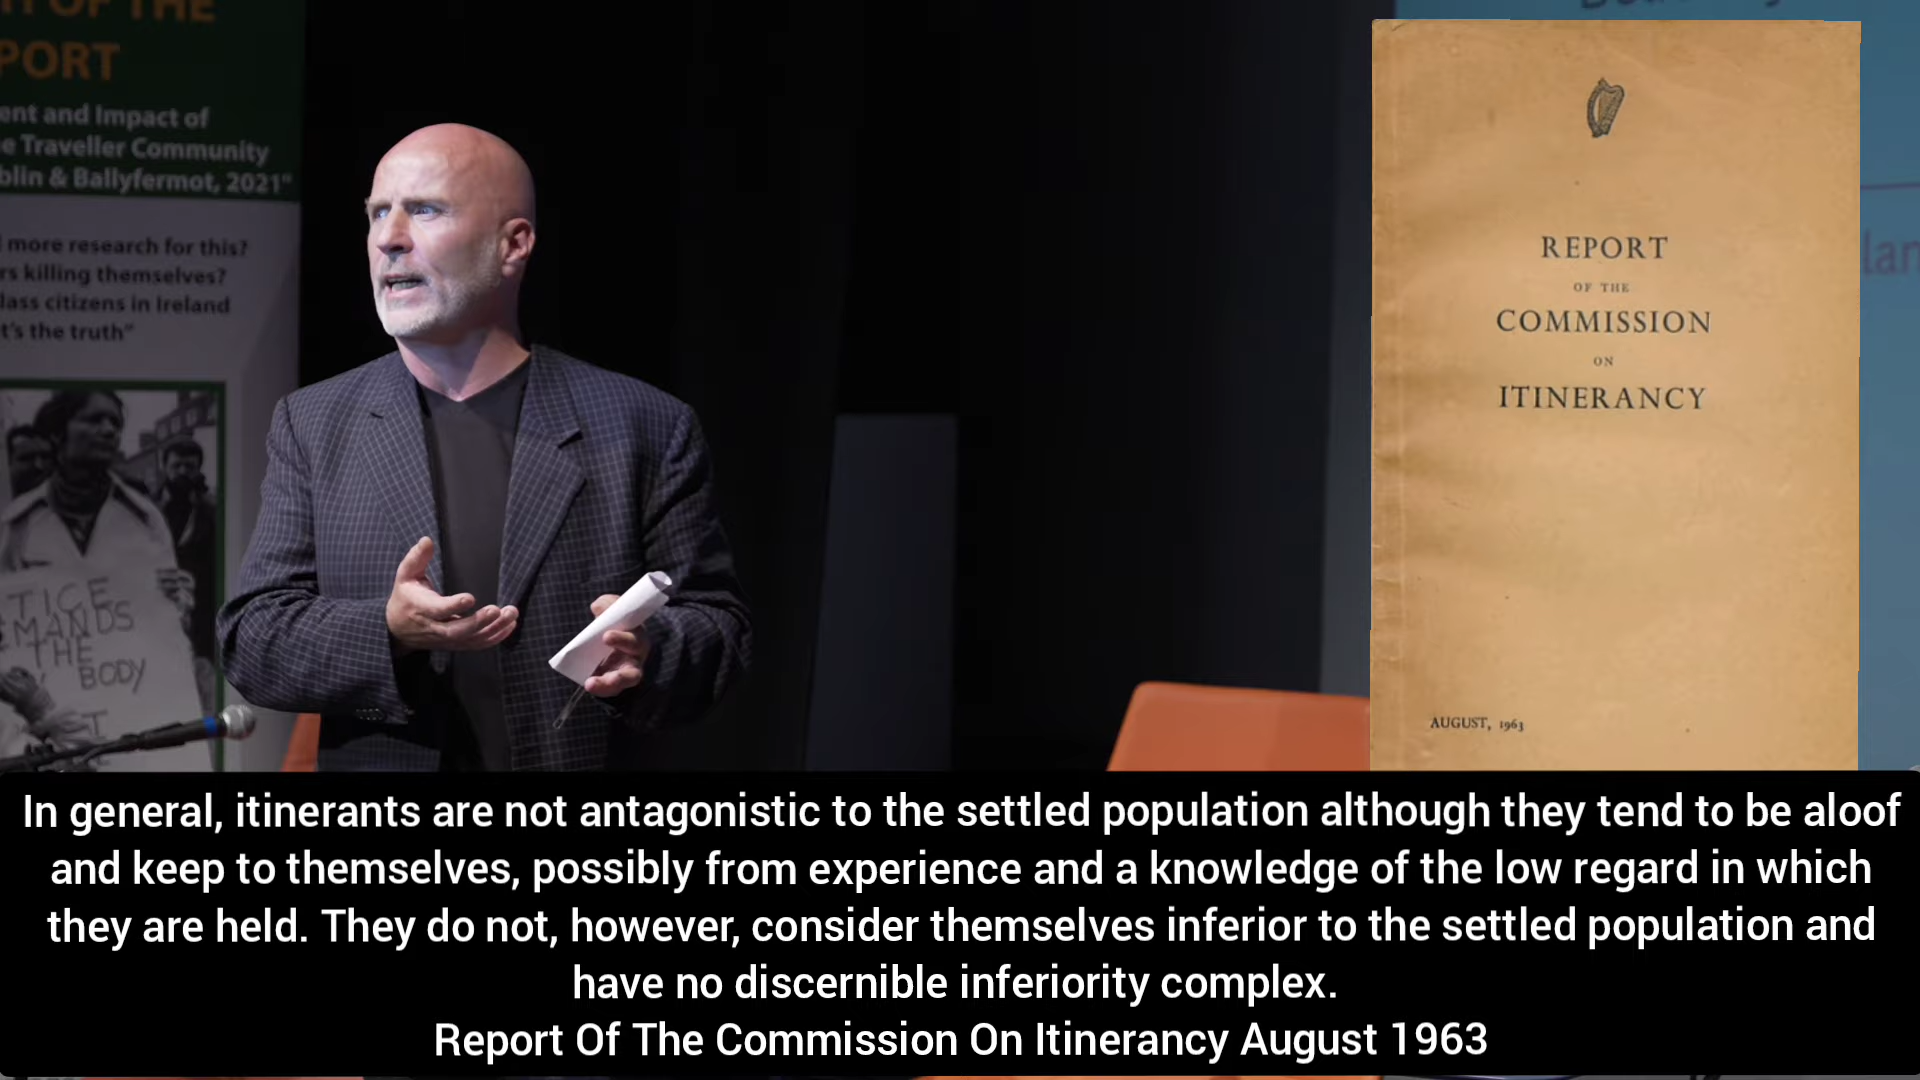 OF THE
PORT
ent and Impact of
e Traveller Community
blin & Ballyfermot, 2021"
more research for this?
rs killing themselves?
lass citizens in Ireland
t's the truth"
TICE
MANDS
THE
BODY
REPORT
OF THE
COMMISSION
ON
ITINERANCY
AUGUST, 1963
lan
In general, itinerants are not antagonistic to the settled population although they tend to be aloof
and keep to themselves, possibly from experience and a knowledge of the low regard in which
they are held. They do not, however, consider themselves inferior to the settled population and
have no discernible inferiority complex.
Report Of The Commission On Itinerancy August 1963